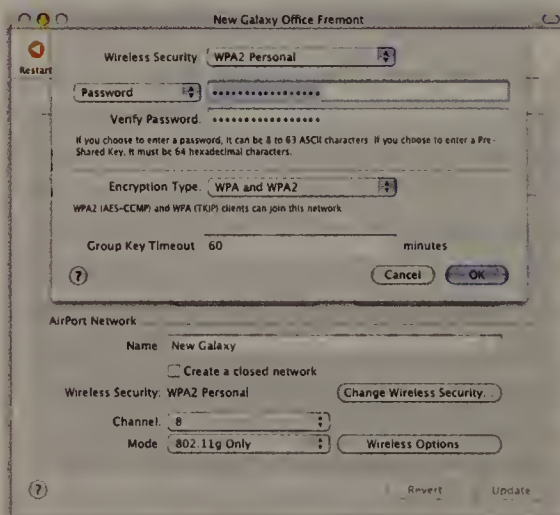 New Galaxy Office Fremont
Restart
Wireless Security WPA2 Personal
Password •••••••••••••••••
Verify Password. •••••••••••••••••
If you choose to enter a password, it can be 8 to 63 ASCII characters If you choose to enter a Pre-
Shared Key, it must be 64 hexadecimal characters.
Encryption Type. WPA and WPA2
WPA2 (AES-CCMP) and WPA (TKIP) clients can join this network
Group Key Timeout 60 minutes
? Cancel OK
AirPort Network
Name New Galaxy
Create a closed network
Wireless Security: WPA2 Personal Change Wireless Security. .
Channel. 8
Mode 802.11g Only Wireless Options
? Revert Update